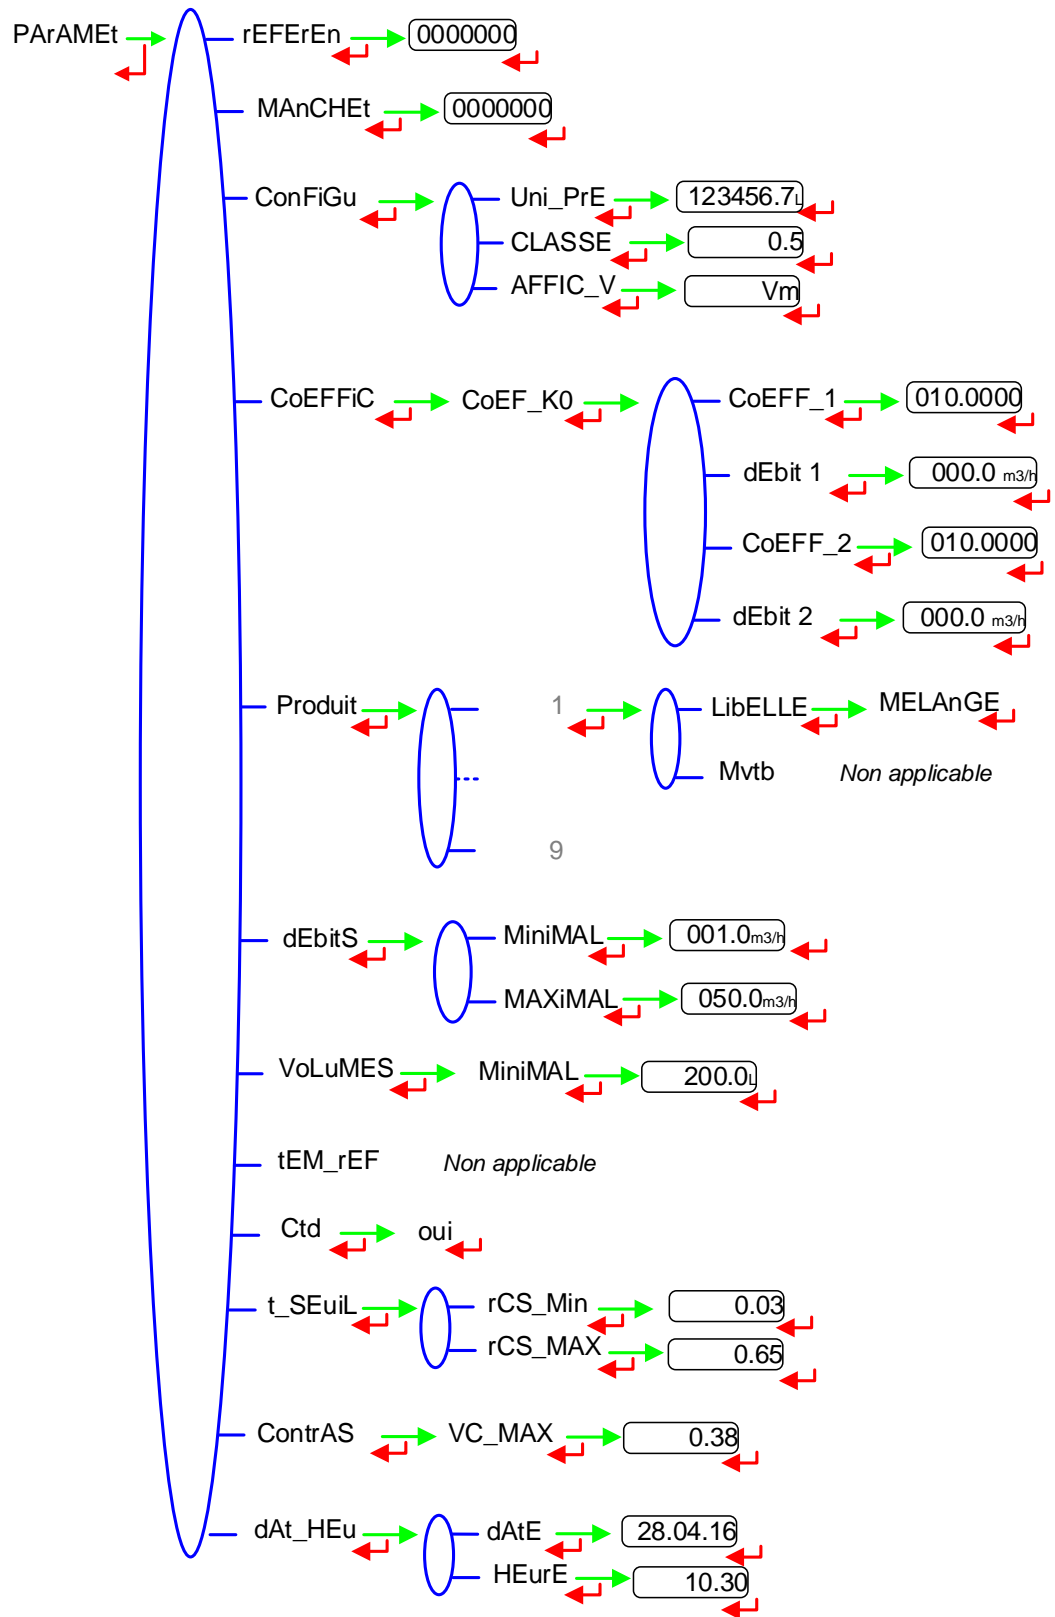 PArAMEt rEFErEn 0000000
MAnCHEt 0000000
ConFiGu Uni_PrE 123456.7L
CLASSE 0.5
AFFIC_V Vm
CoEFFiC CoEF_K0 CoEFF_1 010.0000
dEbit 1 000.0 m3/h
CoEFF_2 010.0000
dEbit 2 000.0 m3/h
Produit 1 LibELLE MELAnGE
Mvtb Non applicable
9
dEbitS MiniMAL 001.0m3/h
MAXiMAL 050.0m3/h
VoLuMES MiniMAL 200.0L
tEM_rEF Non applicable
Ctd oui
t_SEuiL rCS_Min 0.03
rCS_MAX 0.65
ContrAS VC_MAX 0.38
dAt_HEu dAtE 28.04.16
HEurE 10.30